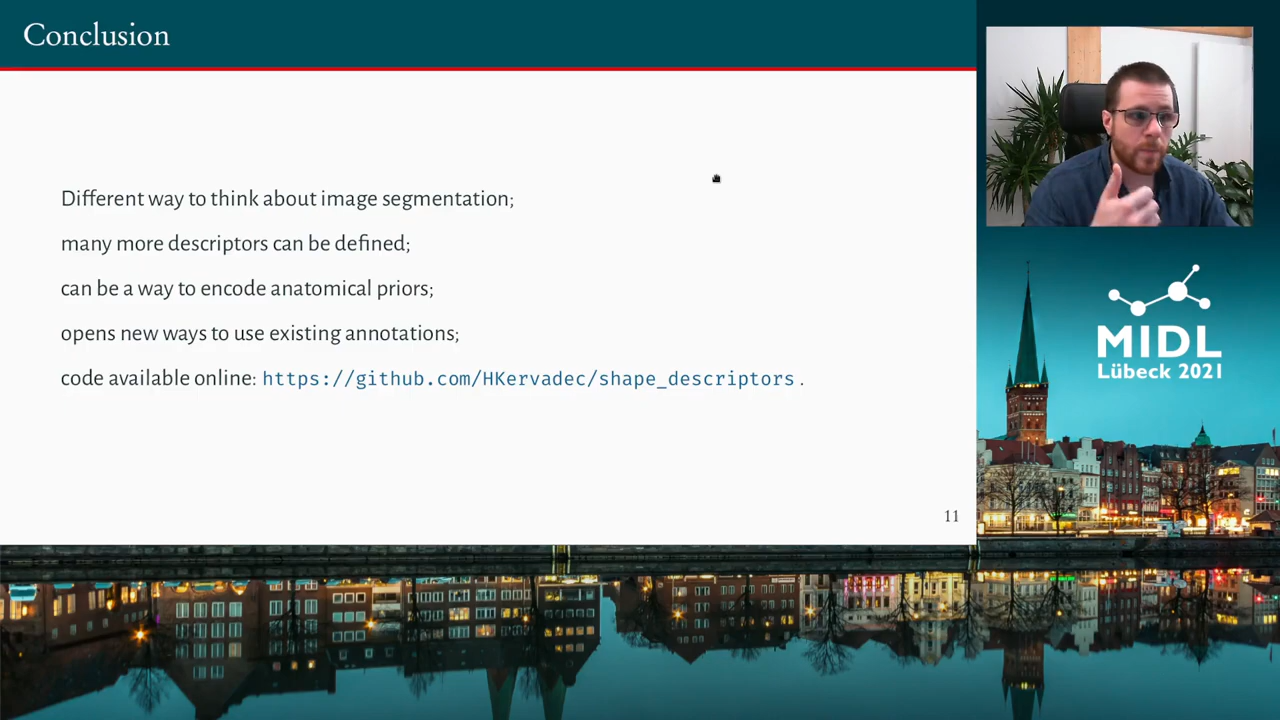 Conclusion
Different way to think about image segmentation;
many more descriptors can be defined;
can be a way to encode anatomical priors;
opens new ways to use existing annotations;
code available online: https://github.com/HKervadec/shape_descriptors .
11
MIDL
Lübeck 2021